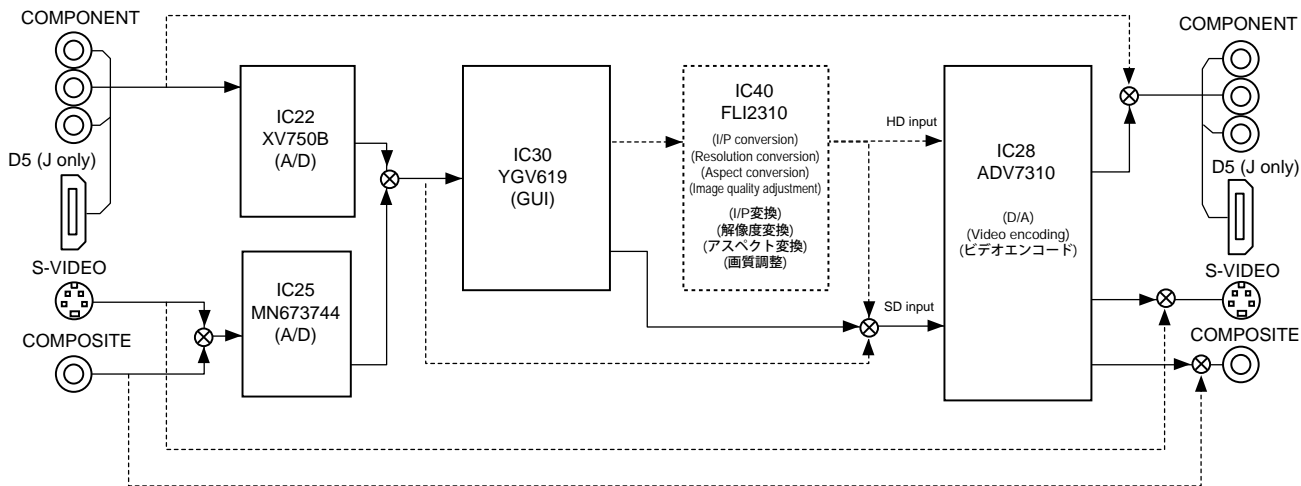 COMPONENT
D5 (J only)
S-VIDEO
COMPOSITE
IC22
XV750B
(A/D)
IC25
MN673744
(A/D)
IC30
YGV619
(GUI)
IC40
FLI2310
(I/P conversion)
(Resolution conversion)
(Aspect conversion)
(Image quality adjustment)
(I/P変換)
(解像度変換)
(アスペクト変換)
(画質調整)
HD input
SD input
IC28
ADV7310
(D/A)
(Video encoding)
(ビデオエンコード)
COMPONENT
D5 (J only)
S-VIDEO
COMPOSITE